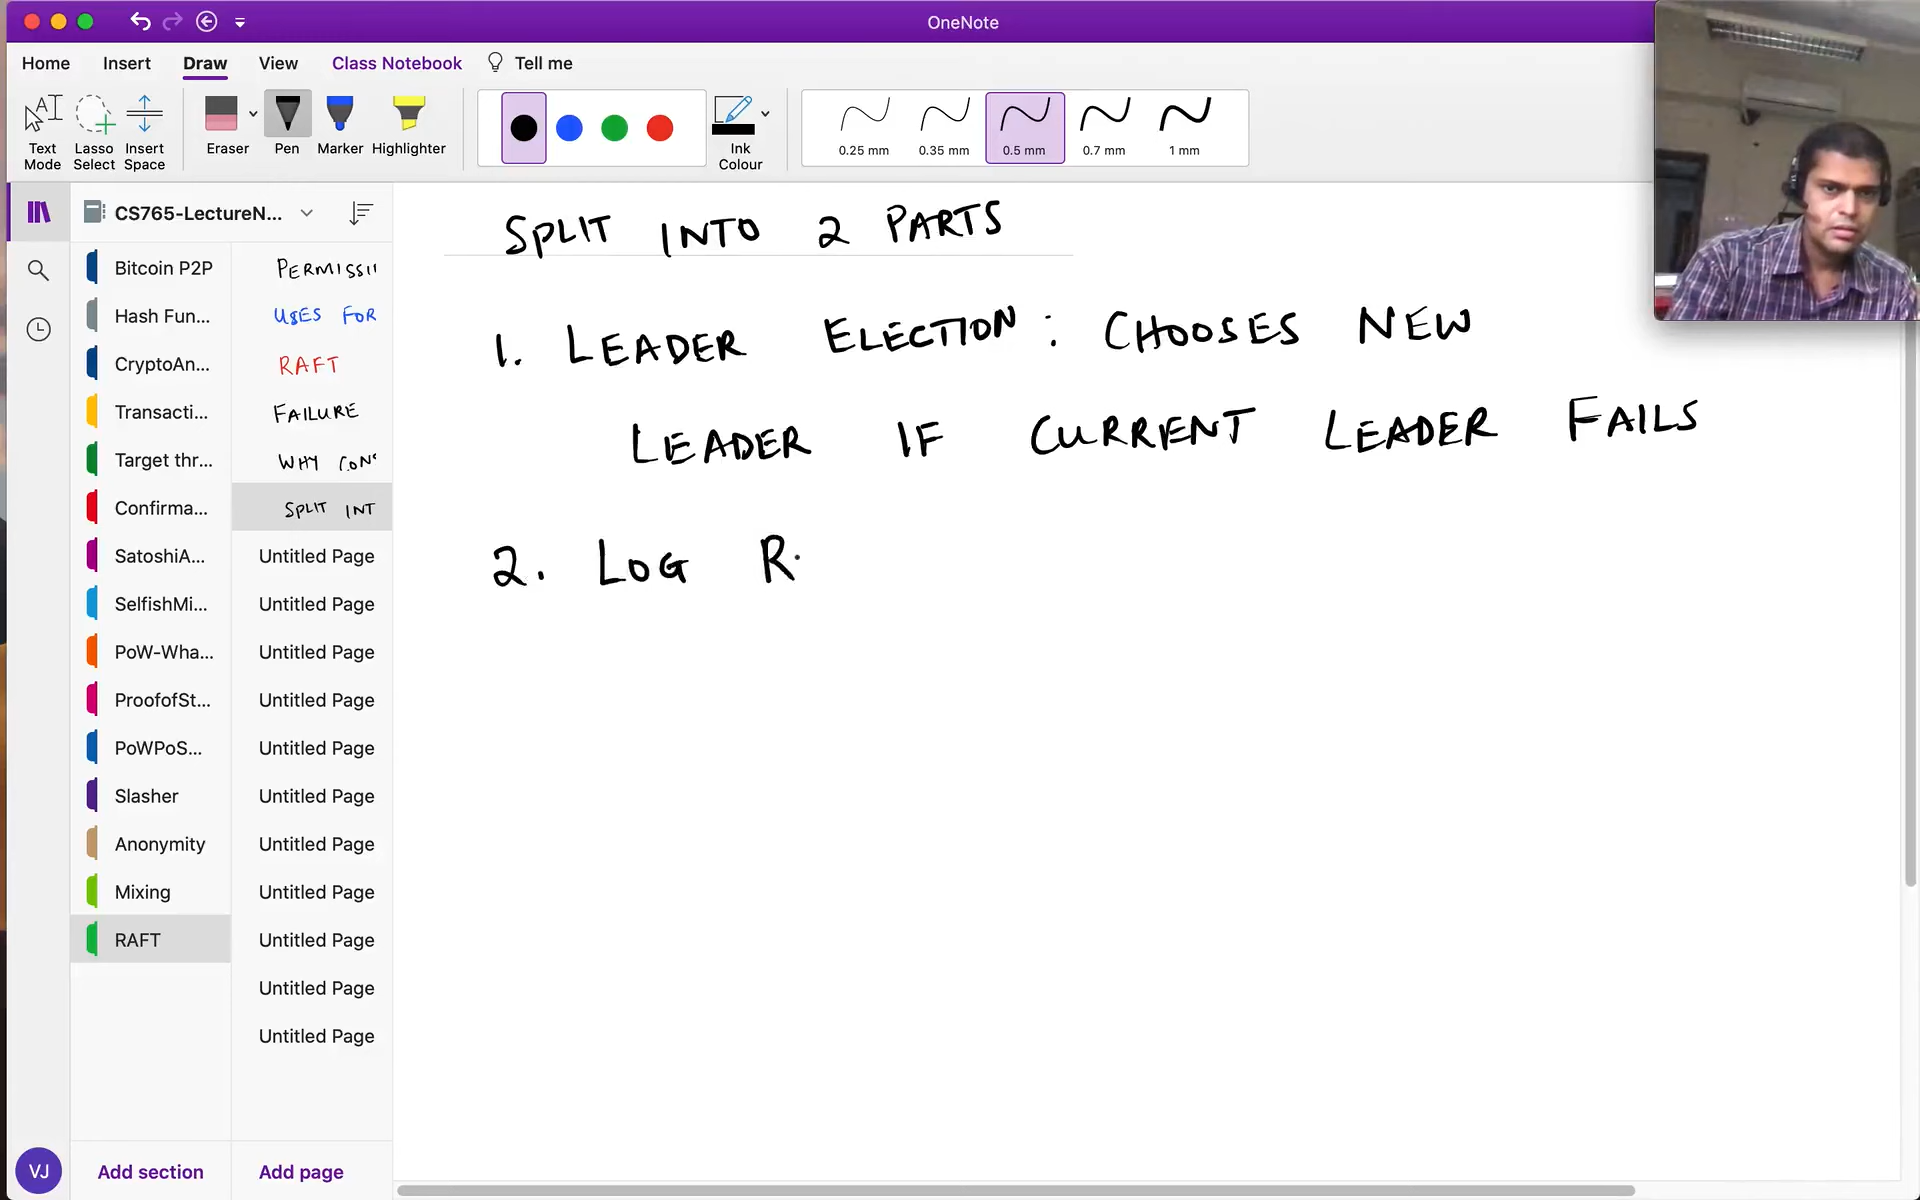 OneNote
Home Insert Draw View Class Notebook Tell me
Text Mode
Lasso Select
Insert Space
Eraser
Pen
Marker
Highlighter
Ink Colour
0.25 mm
0.35 mm
0.5 mm
0.7 mm
1 mm
CS765-LectureN...
Bitcoin P2P
Hash Fun...
CryptoAn...
Transacti...
Target thr...
Confirma...
SatoshiA...
SelfishMi...
PoW-Wha...
ProofofSt...
PoWPoS...
Slasher
Anonymity
Mixing
RAFT
VJ
Add section
PERMISSI
USES FOR
RAFT
FAILURE
WHY CONS
SPLIT INT
Untitled Page
Untitled Page
Untitled Page
Untitled Page
Untitled Page
Untitled Page
Untitled Page
Untitled Page
Untitled Page
Untitled Page
Untitled Page
Add page
SPLIT INTO 2 PARTS
1. LEADER ELECTION : CHOOSES NEW
LEADER IF CURRENT LEADER FAILS
2. LOG R